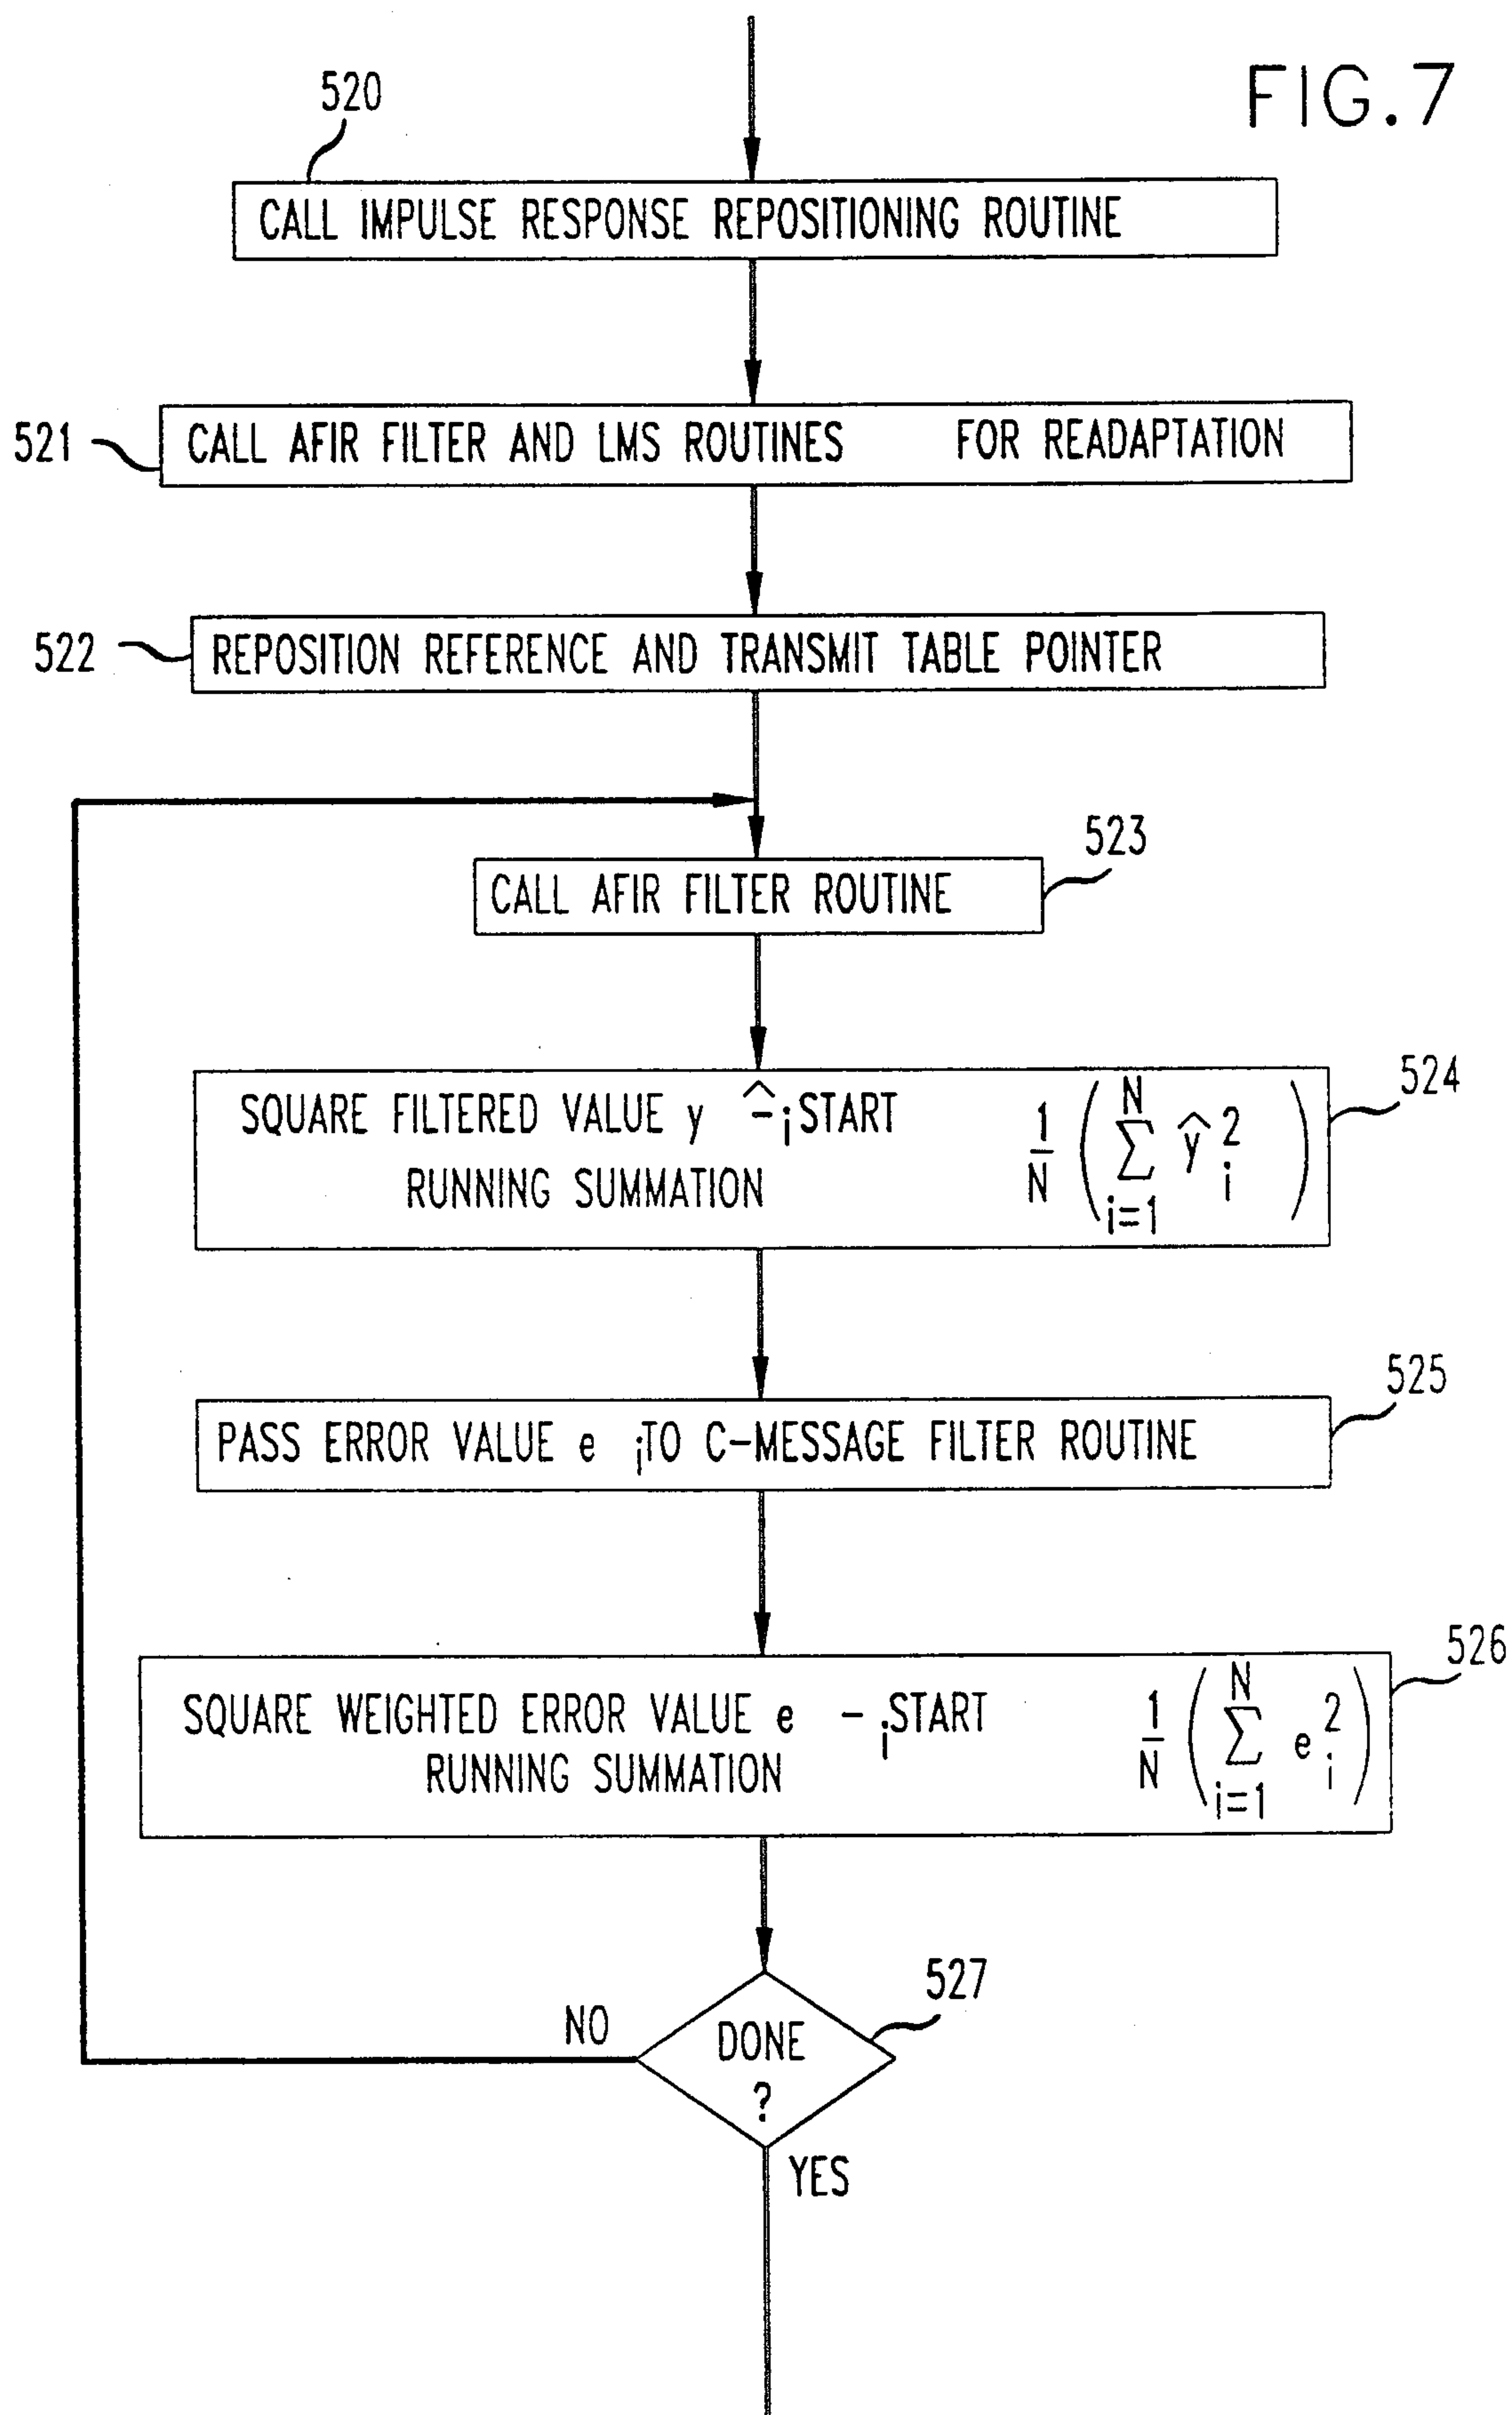 FIG. 7
520
CALL IMPULSE RESPONSE REPOSITIONING ROUTINE
521
CALL AFIR FILTER AND LMS ROUTINES FOR READAPTATION
522
REPOSITION REFERENCE AND TRANSMIT TABLE POINTER
523
CALL AFIR FILTER ROUTINE
524
SQUARE FILTERED VALUE y ^-i START
RUNNING SUMMATION
1/N ( N Σ i=1 ŷ i 2 )
525
PASS ERROR VALUE e i TO C-MESSAGE FILTER ROUTINE
526
SQUARE WEIGHTED ERROR VALUE e - i START
RUNNING SUMMATION
1/N ( N Σ i=1 e i 2 )
527
DONE
?
NO
YES